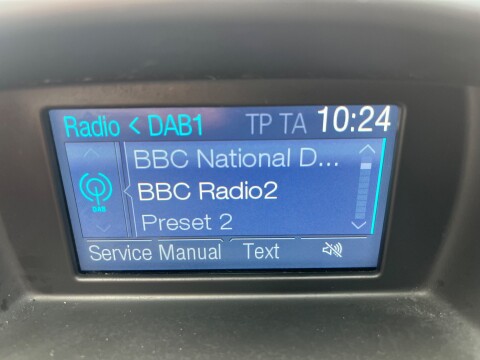 Radio < DAB1 TP TA 10:24
BBC National D...
DAB
BBC Radio2
Preset 2
Service Manual Text